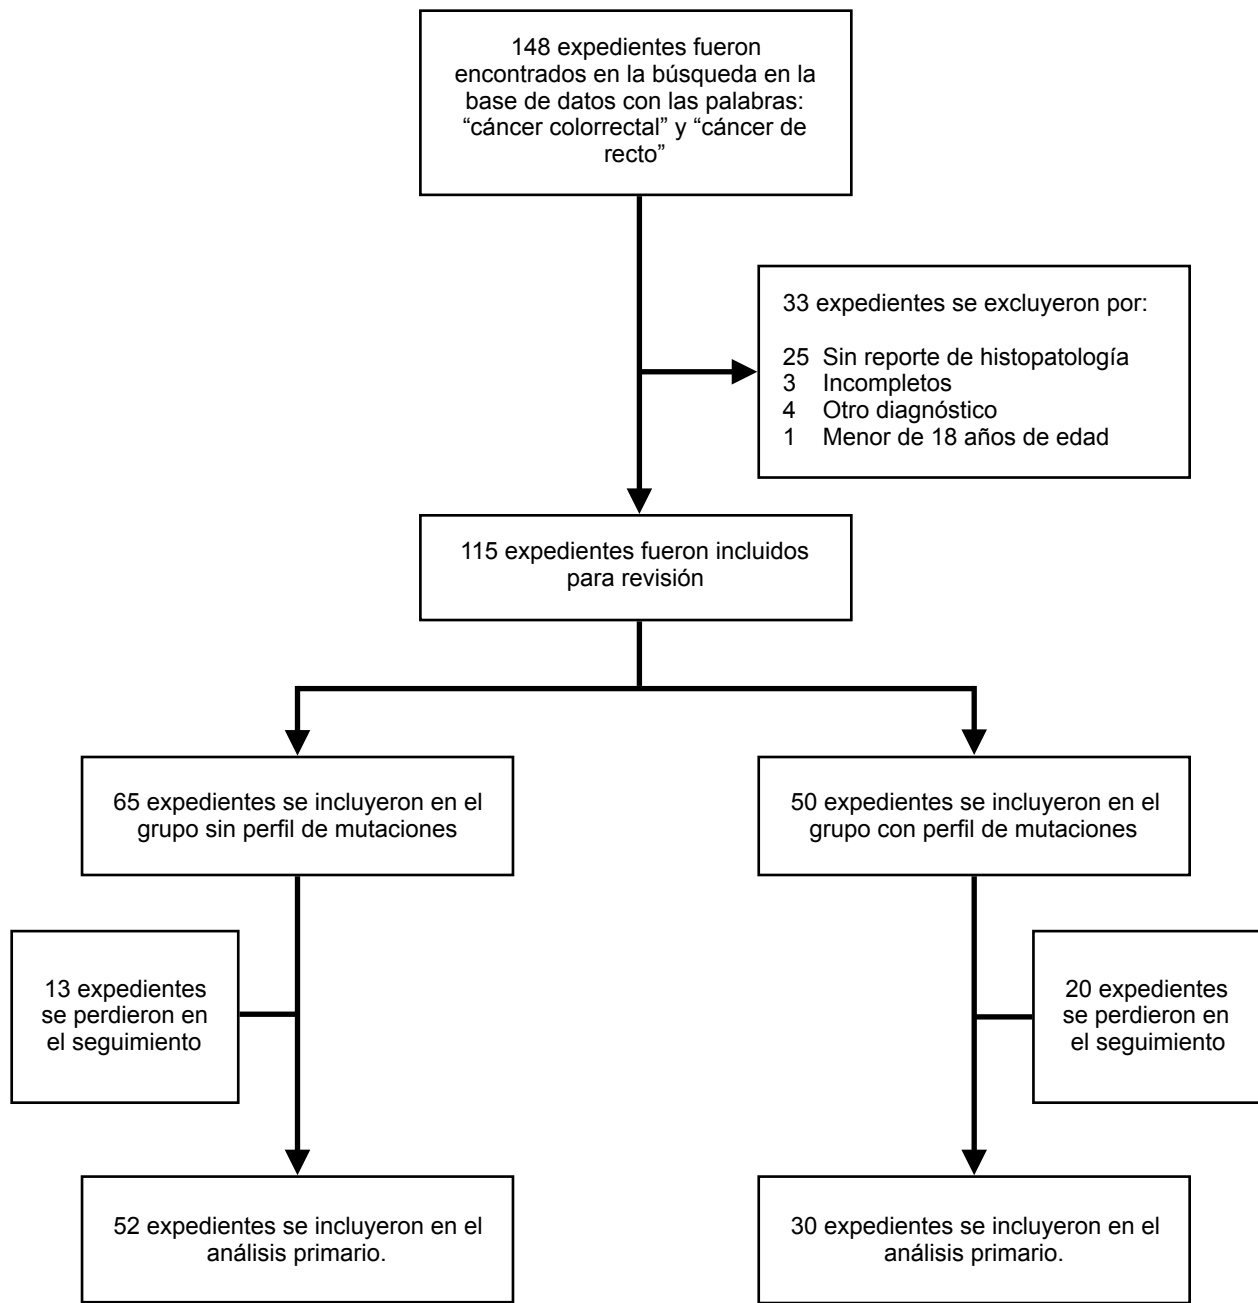 148 expedientes fueron
encontrados en la búsqueda en la
base de datos con las palabras:
“cáncer colorrectal” y “cáncer de
recto”
33 expedientes se excluyeron por:
25 Sin reporte de histopatología
3 Incompletos
4 Otro diagnóstico
1 Menor de 18 años de edad
115 expedientes fueron incluidos
para revisión
65 expedientes se incluyeron en el
grupo sin perfil de mutaciones
50 expedientes se incluyeron en el
grupo con perfil de mutaciones
13 expedientes
se perdieron en
el seguimiento
20 expedientes
se perdieron en
el seguimiento
52 expedientes se incluyeron en el
análisis primario.
30 expedientes se incluyeron en el
análisis primario.